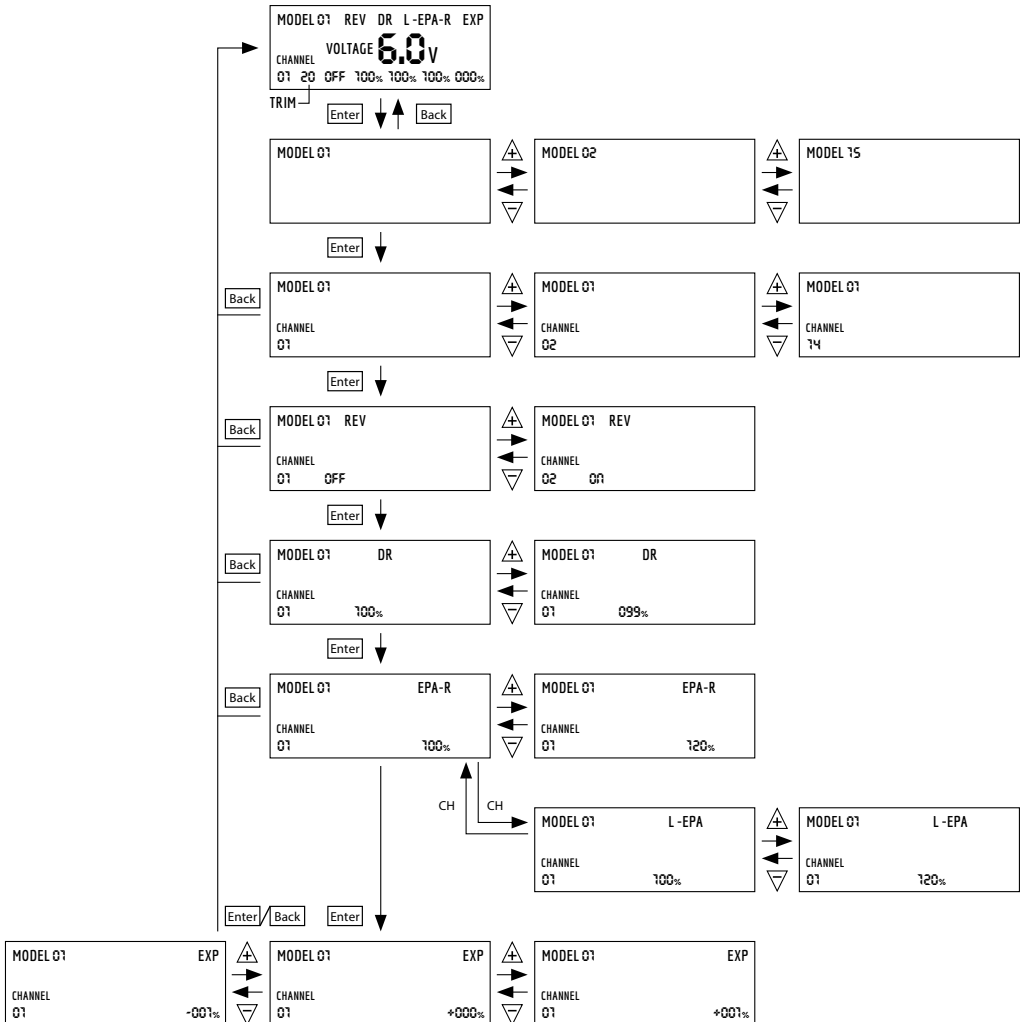 MODEL 01 REV DR L-EPA-R EXP
VOLTAGE 6.0 V
CHANNEL
01 20 OFF 100% 100% 100% 000%
TRIM
Enter Back
MODEL 01
+
-
MODEL 02
+
-
MODEL 15
Enter
Back
MODEL 01
CHANNEL
01
+
-
MODEL 01
CHANNEL
02
+
-
MODEL 01
CHANNEL
14
Enter
Back
MODEL 01 REV
CHANNEL
01 OFF
+
-
MODEL 01 REV
CHANNEL
02 ON
Enter
Back
MODEL 01 DR
CHANNEL
01 100%
+
-
MODEL 01 DR
CHANNEL
01 099%
Enter
Back
MODEL 01 EPA-R
CHANNEL
01 100%
+
-
MODEL 01 EPA-R
CHANNEL
01 120%
CH CH
MODEL 01 L-EPA
CHANNEL
01 100%
+
-
MODEL 01 L-EPA
CHANNEL
01 120%
Enter/Back Enter
MODEL 01 EXP
CHANNEL
01 -001%
+
-
MODEL 01 EXP
CHANNEL
01 +000%
+
-
MODEL 01 EXP
CHANNEL
01 +001%